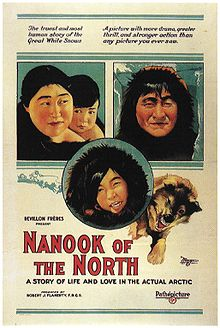 The truest and most
human story of the
Great White Snows
A picture with more drama, greater
thrill, and stronger action than
any picture you ever saw.
REVILLON FRÈRES
PRESENT
NANOOK OF
THE NORTH
A STORY OF LIFE AND LOVE IN THE ACTUAL ARCTIC
PRODUCED BY
ROBERT J. FLAHERTY, F.R.G.S.
Pathépicture